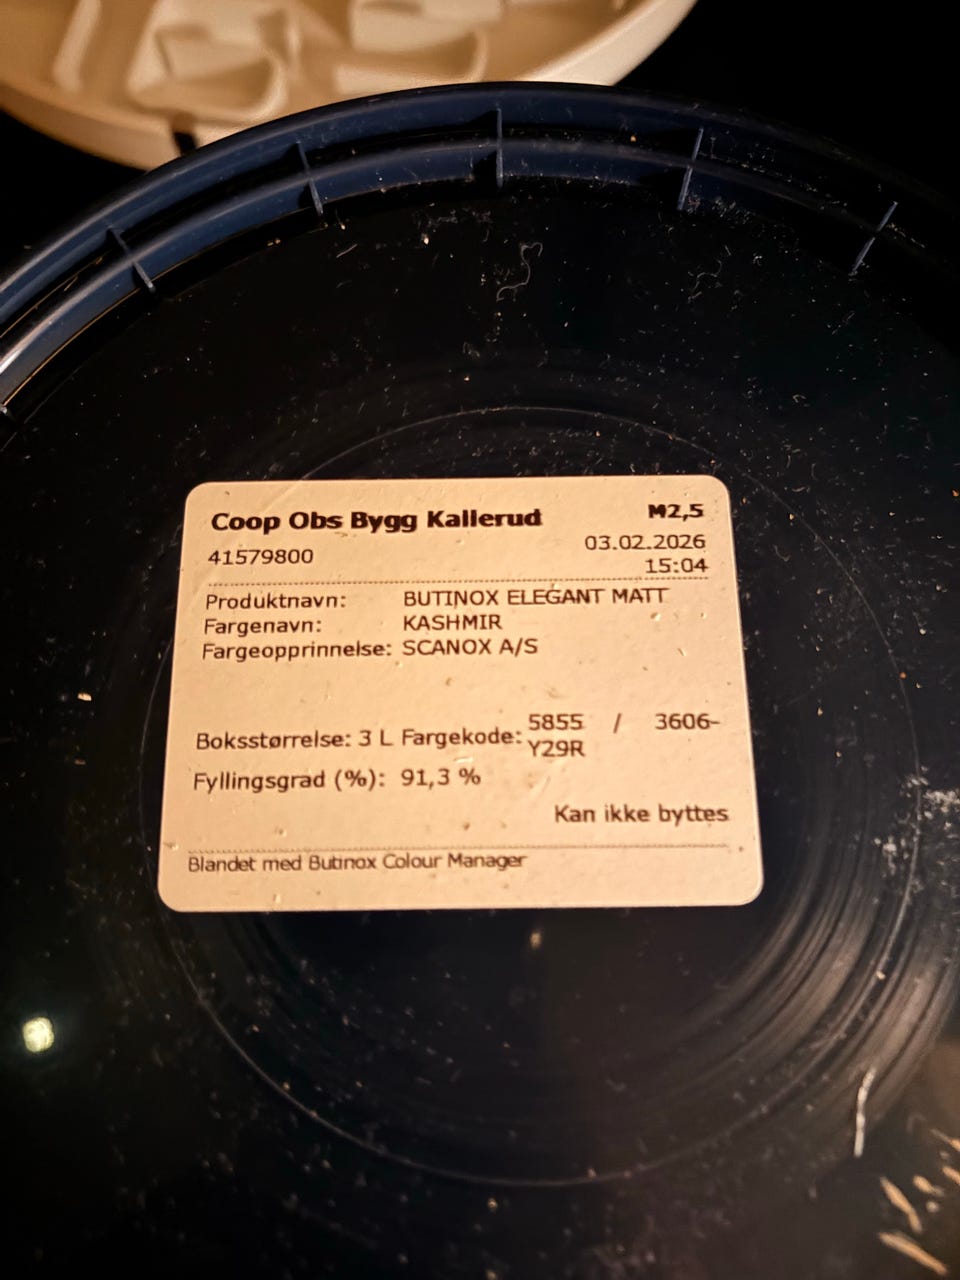 Coop Obs Bygg Kallerud M2,5
41579800 03.02.2026
15:04
Produktnavn: BUTINOX ELEGANT MATT
Fargenavn: KASHMIR
Fargeopprinnelse: SCANOX A/S
Boksstørrelse: 3 L Fargekode: 5855 / 3606-
Y29R
Fyllingsgrad (%): 91,3 %
Kan ikke byttes
Blandet med Butinox Colour Manager